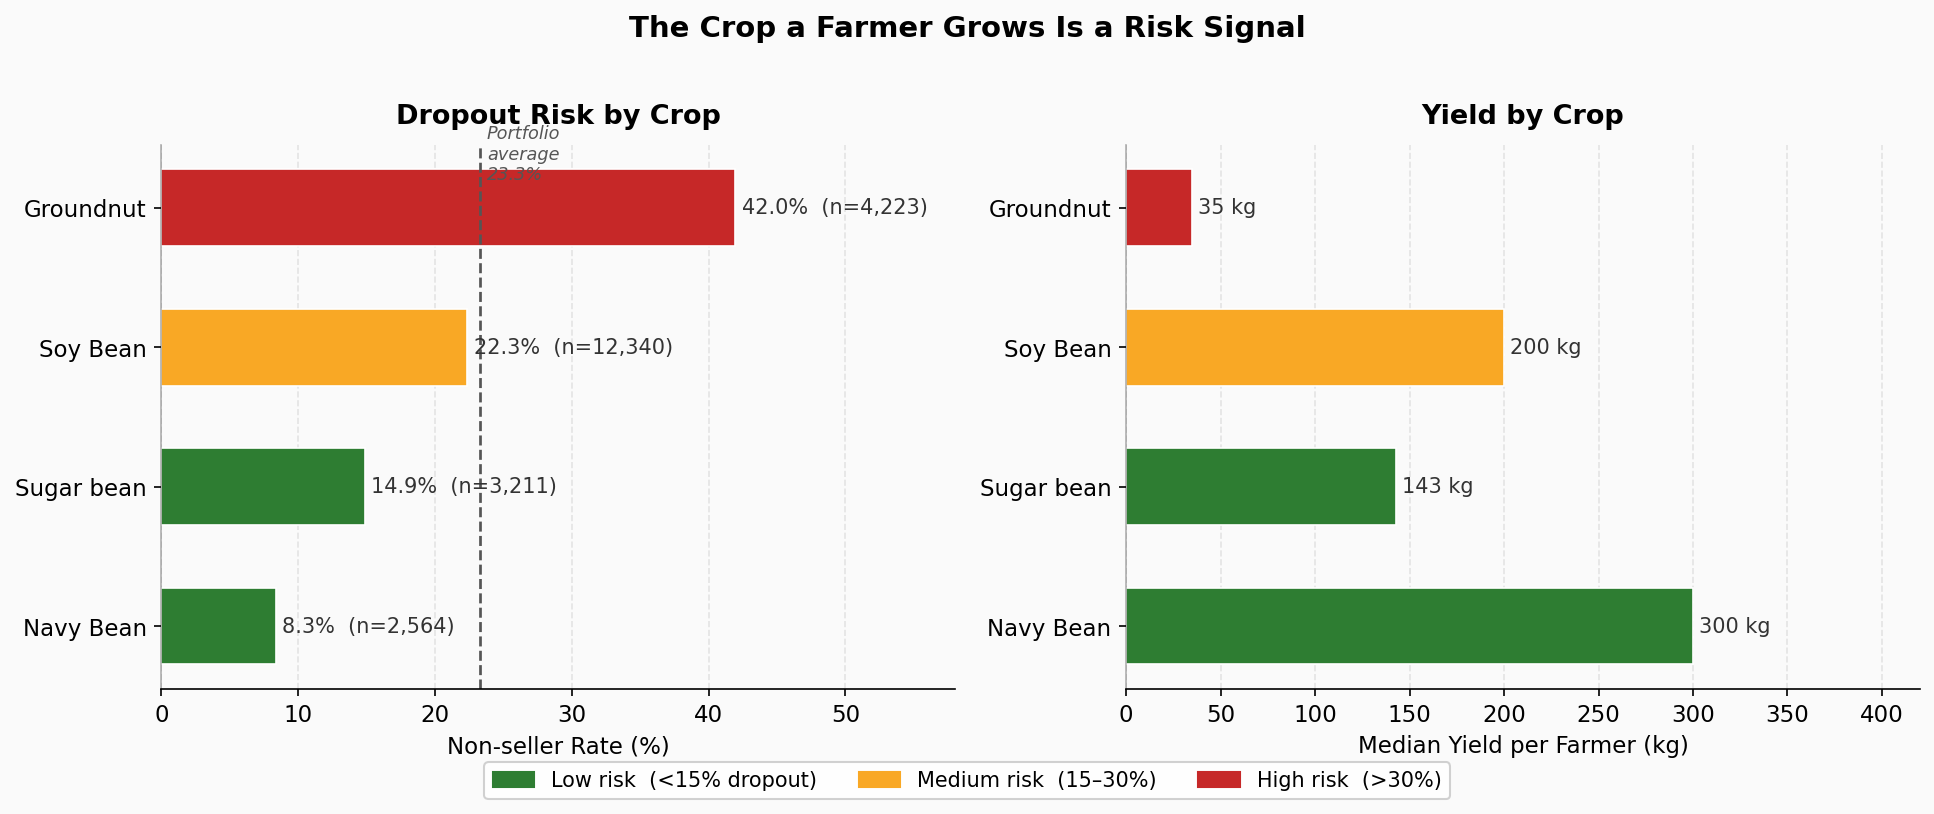 The Crop a Farmer Grows Is a Risk Signal
Dropout Risk by Crop
Portfolio
average
23.3%
Groundnut
42.0%  (n=4,223)
Soy Bean
22.3%  (n=12,340)
Sugar bean
14.9%  (n=3,211)
Navy Bean
8.3%  (n=2,564)
0 10 20 30 40 50
Non-seller Rate (%)
Yield by Crop
Groundnut
35 kg
Soy Bean
200 kg
Sugar bean
143 kg
Navy Bean
300 kg
0 50 100 150 200 250 300 350 400
Median Yield per Farmer (kg)
Low risk  (<15% dropout)
Medium risk  (15–30%)
High risk  (>30%)